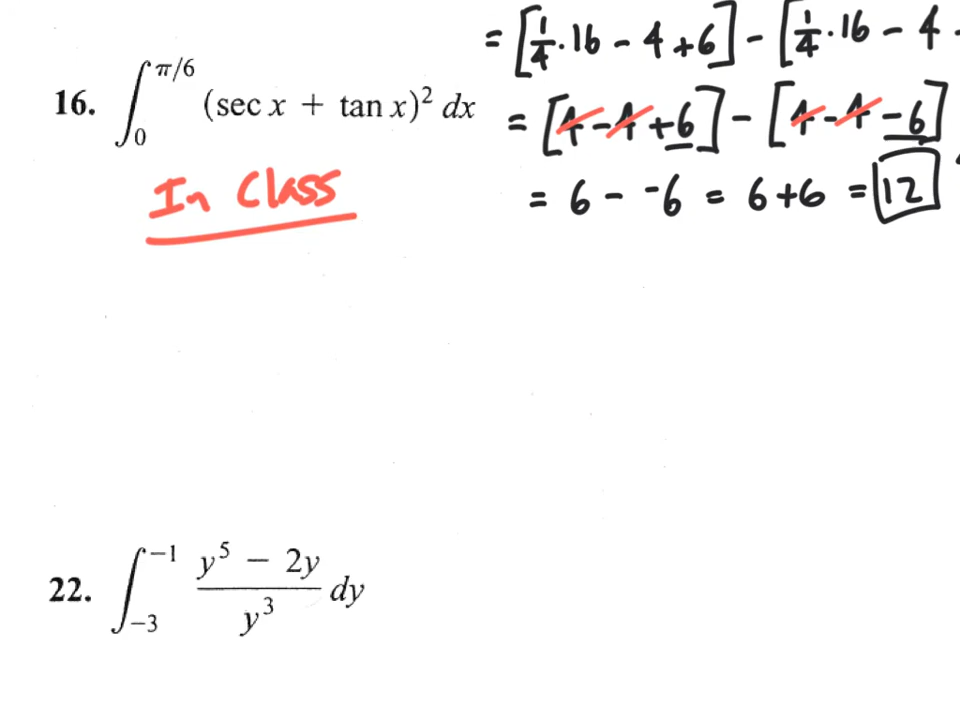 = [1/4 · 16 - 4 + 6] - [1/4 · 16 - 4
= [4 - 4 + 6] - [4 - 4 - 6]
= 6 - -6 = 6 + 6 = 12
16. ∫₀^{π/6} (sec x + tan x)² dx
In Class
22. ∫₋₃^{-1} (y⁵ − 2y)/y³ dy